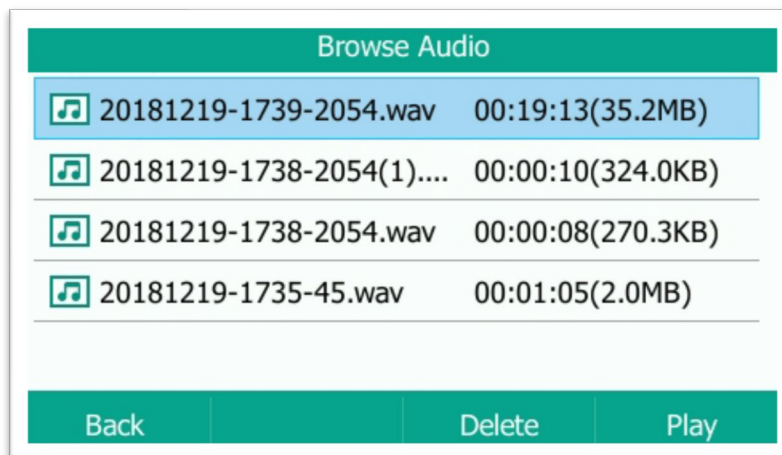 Browse Audio
20181219-1739-2054.wav 00:19:13(35.2MB)
20181219-1738-2054(1).... 00:00:10(324.0KB)
20181219-1738-2054.wav 00:00:08(270.3KB)
20181219-1735-45.wav 00:01:05(2.0MB)
Back Delete Play